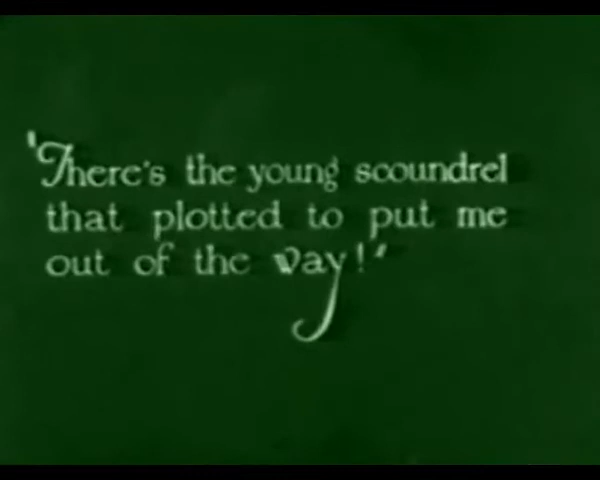 "There's the young scoundrel
that plotted to put me
out of the way!"